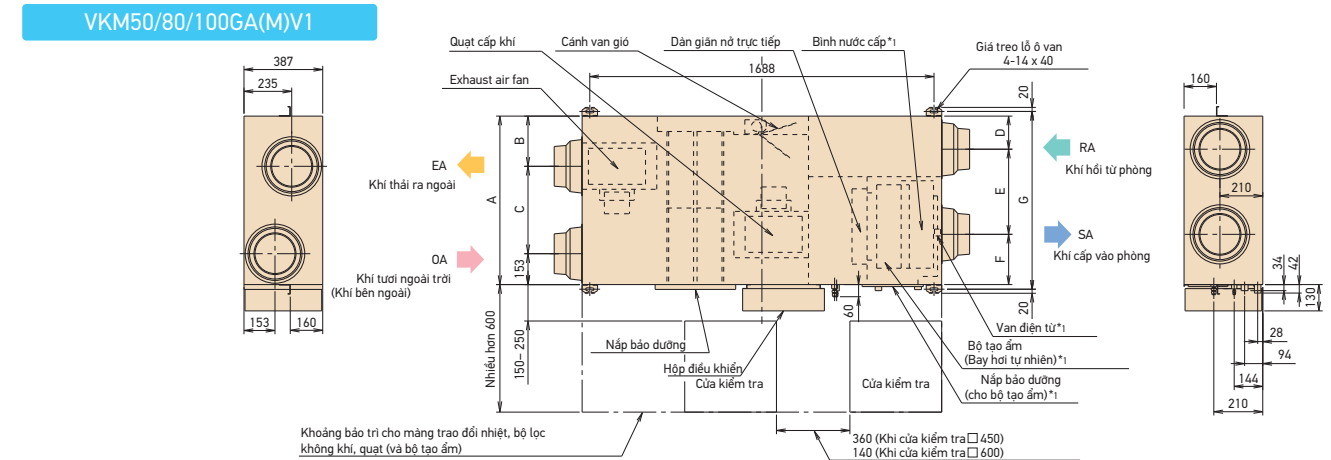 VKM50/80/100GA(M)V1
387
235
153
160
Quạt cấp khí
Cánh van gió
Dàn giãn nở trực tiếp
Bình nước cấp*1
Giá treo lỗ ô van
4-14 x 40
Exhaust air fan
1688
20
EA
Khí thải ra ngoài
OA
Khí tươi ngoài trời
(Khí bên ngoài)
A
B
C
153
D
E
F
G
20
RA
Khí hồi từ phòng
SA
Khí cấp vào phòng
60
Nhiều hơn 600
150– 250
Nắp bảo dưỡng
Hộp điều khiển
Cửa kiểm tra
Cửa kiểm tra
Van điện từ*1
Bộ tạo ẩm
(Bay hơi tự nhiên)*1
Nắp bảo dưỡng
(cho bộ tạo ẩm)*1
Khoảng bảo trì cho màng trao đổi nhiệt, bộ lọc
không khí, quạt (và bộ tạo ẩm)
360 (Khi cửa kiểm tra□ 450)
140 (Khi cửa kiểm tra□ 600)
160
210
34
42
130
28
94
144
210